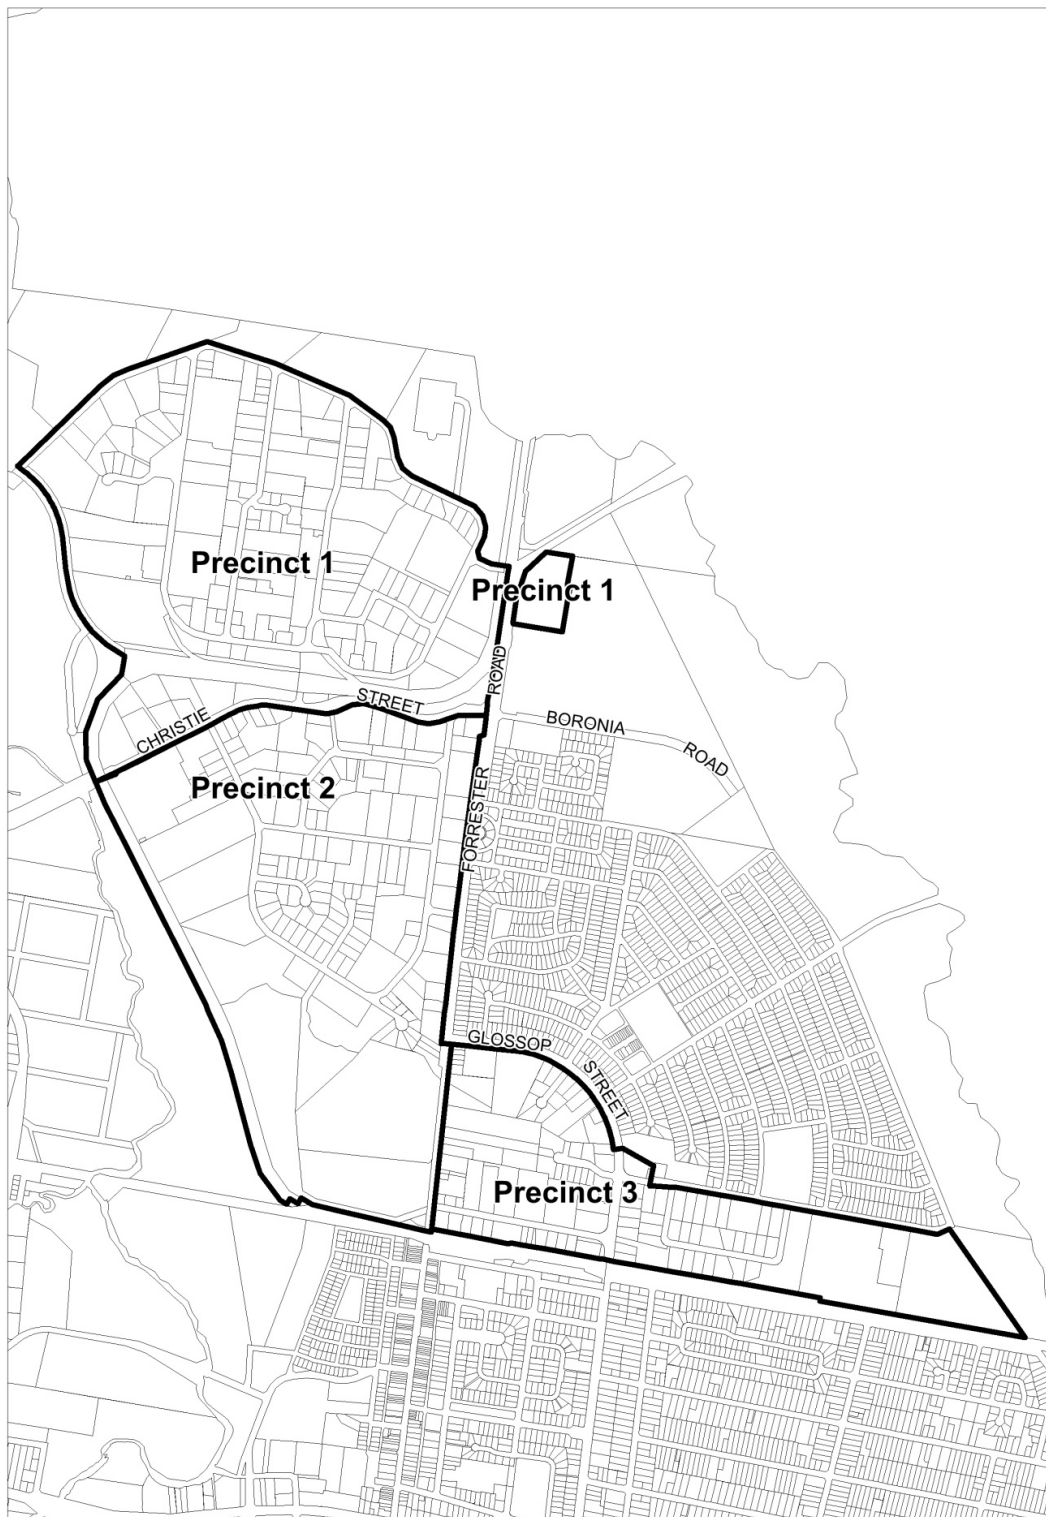 Precinct 1
Precinct 1
ROAD
STREET
CHRISTIE
BORONIA
ROAD
Precinct 2
FORRESTER
GLOSSOP
STREET
Precinct 3